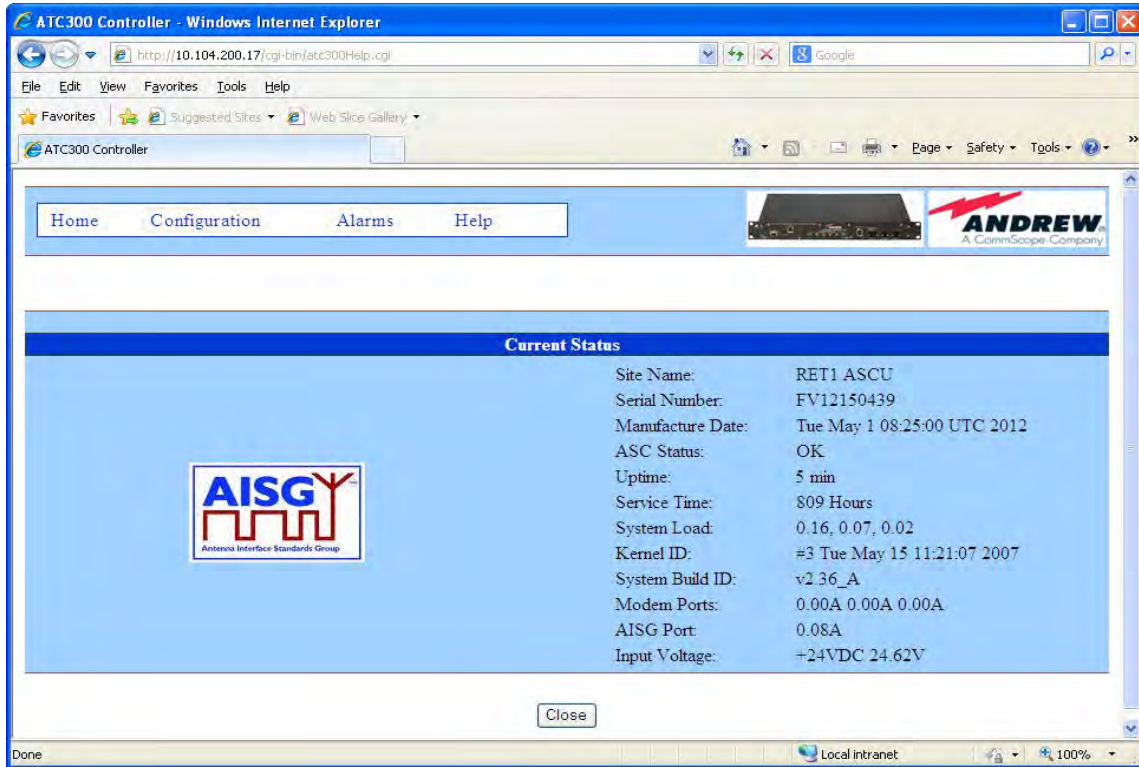 ATC300 Controller - Windows Internet Explorer
http://10.104.200.17/cgi-bin/atc300Help.cgi
Google
File Edit View Favorites Tools Help
Favorites Suggested Sites Web Slice Gallery
ATC300 Controller
Page Safety Tools »
Home Configuration Alarms Help
ANDREW.
A CommScope Company
Current Status
AISG
Antenna Interface Standards Group
Site Name: RET1 ASCU
Serial Number: FV12150439
Manufacture Date: Tue May 1 08:25:00 UTC 2012
ASC Status: OK
Uptime: 5 min
Service Time: 809 Hours
System Load: 0.16, 0.07, 0.02
Kernel ID: #3 Tue May 15 11:21:07 2007
System Build ID: v2.36_A
Modem Ports: 0.00A 0.00A 0.00A
AISG Port: 0.08A
Input Voltage: +24VDC 24.62V
Close
Done Local intranet 100%